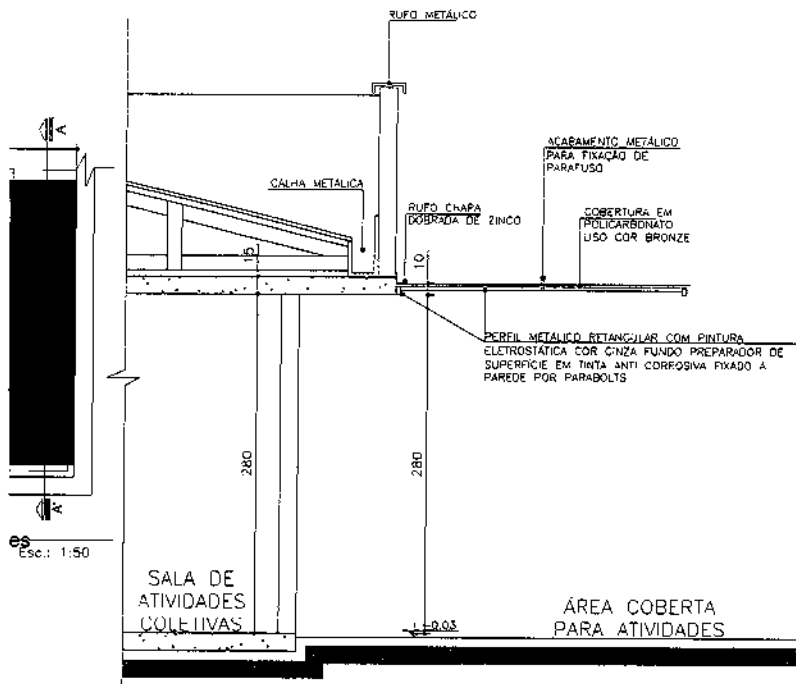 RUFO METÁLICO
A
ACABAMENTO METÁLICO
PARA FIXAÇÃO DE
PARAFUSO
CALHA METÁLICA
RUFO CHAPA
DOBRADA DE ZINCO
COBERTURA EM
POLICARBONATO
LISO COR BRONZE
15
10
PERFIL METÁLICO RETANGULAR COM PINTURA
ELETROSTÁTICA COR CINZA FUNDO PREPARADOR DE
SUPERFÍCIE EM TINTA ANTI CORROSIVA FIXADO A
PAREDE POR PARABOLTS
280
280
A'
es
Esc.: 1:50
SALA DE
ATIVIDADES
COLETIVAS
-0,03
ÁREA COBERTA
PARA ATIVIDADES